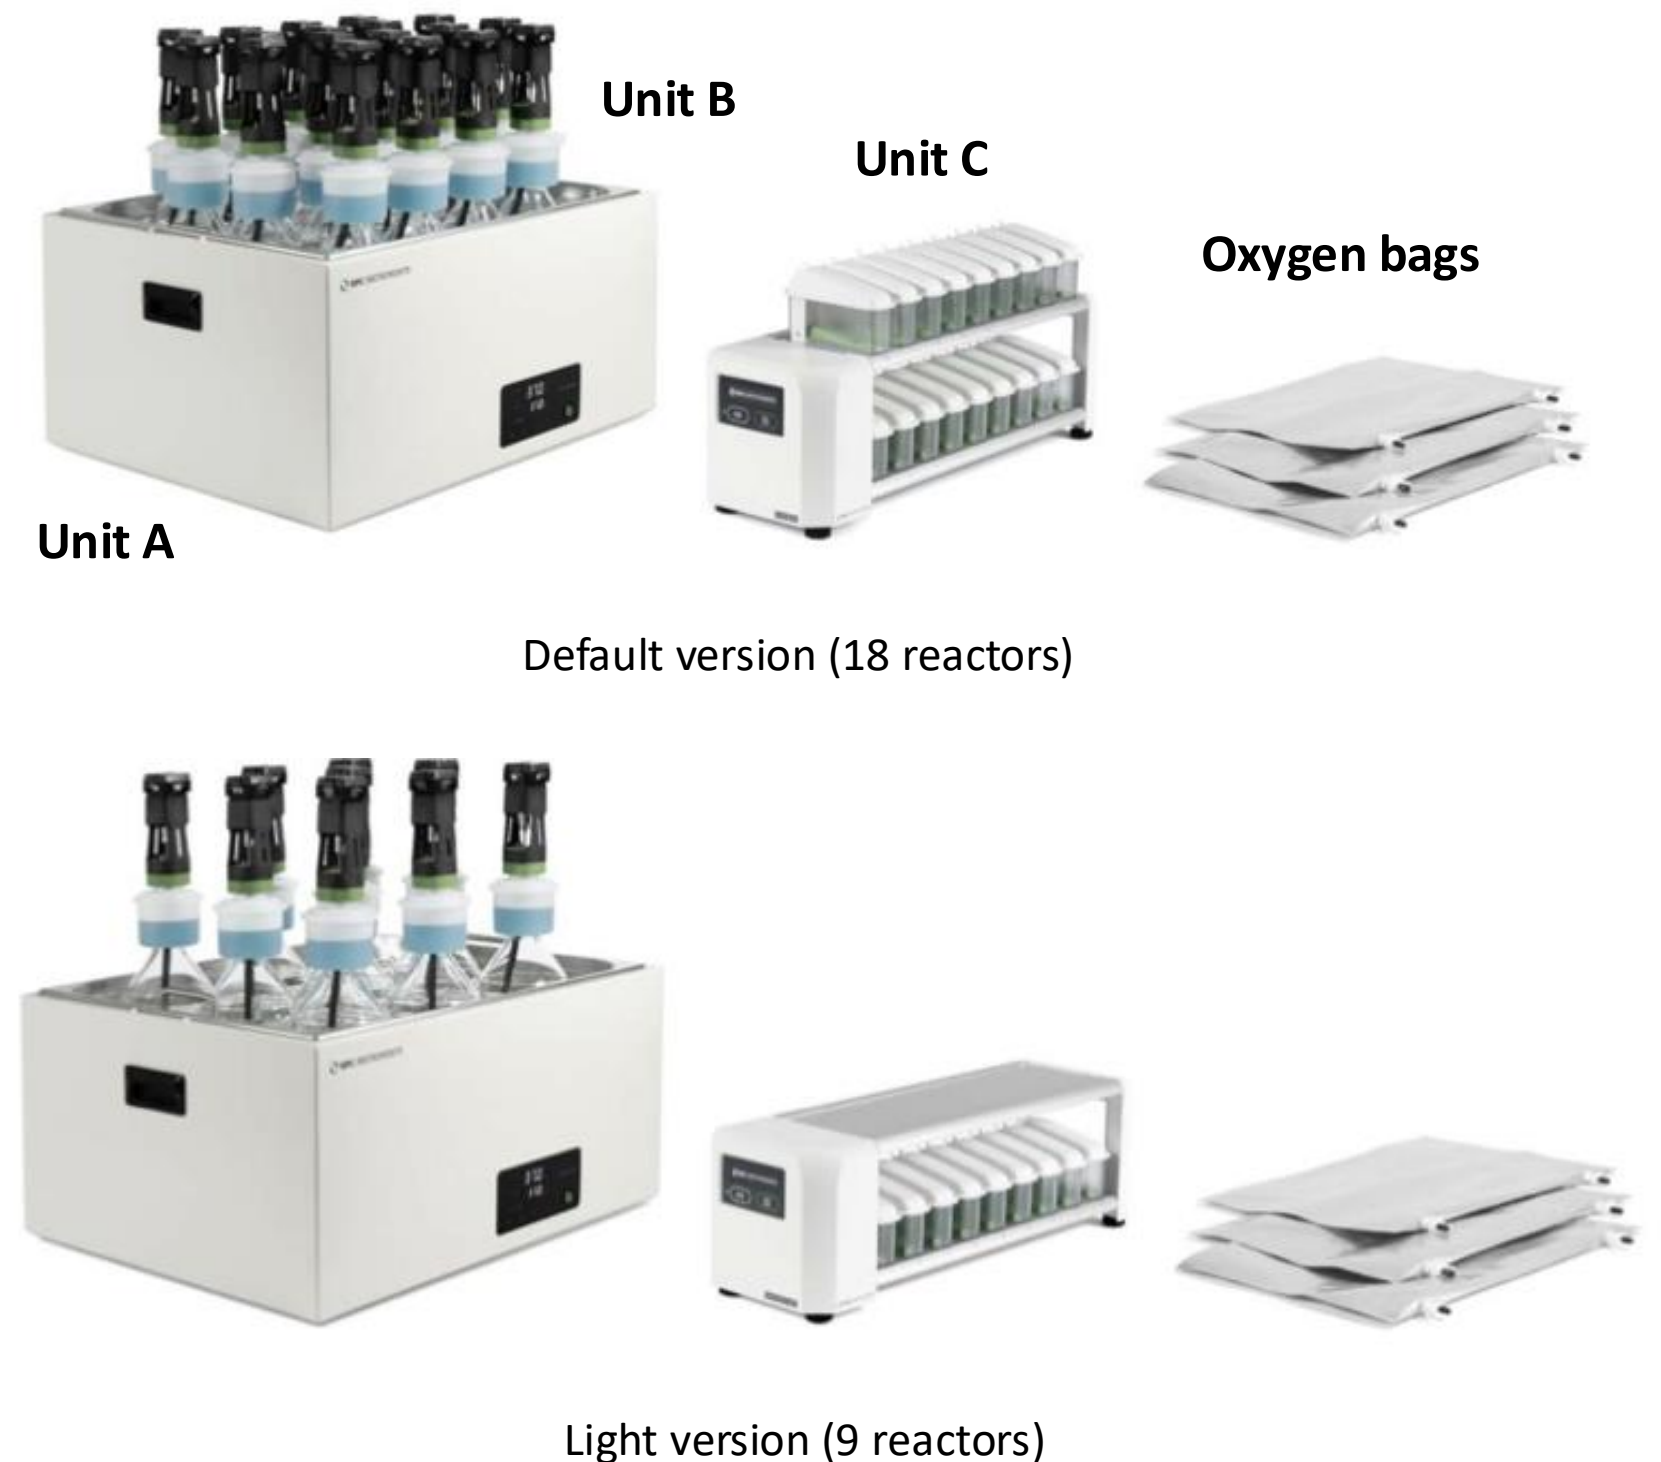 Unit B
Unit C
Oxygen bags
Unit A
Default version (18 reactors)
Light version (9 reactors)